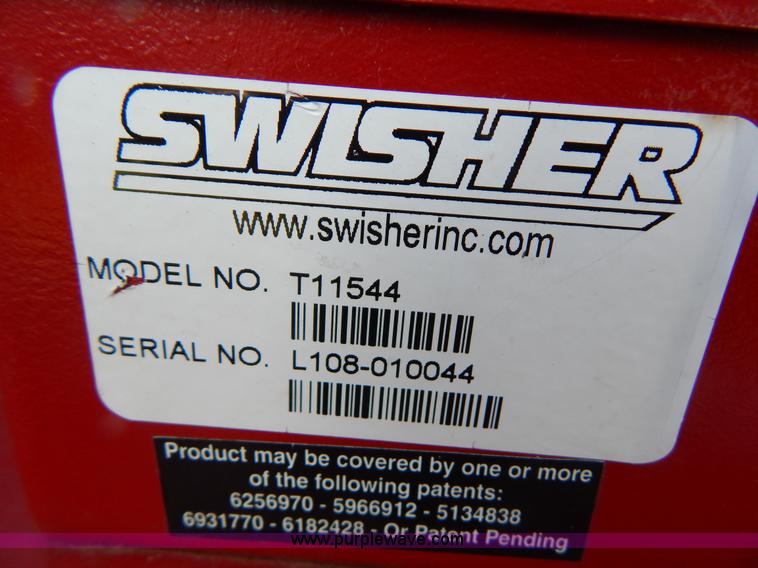 SWISHER
www.swisherinc.com
MODEL NO. T11544
SERIAL NO. L108-010044
Product may be covered by one or more
of the following patents:
6256970 - 5966912 - 5134838
6931770 - 6182428 - Or Patent Pending
www.purplewave.com